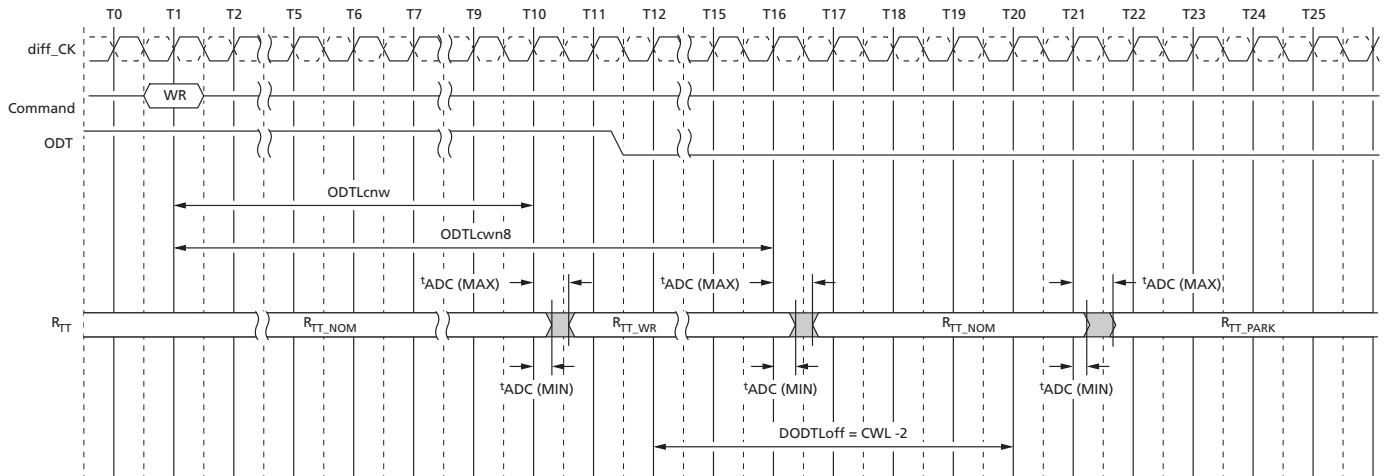 T0 T1 T2 T5 T6 T7 T9 T10 T11 T12 T15 T16 T17 T18 T19 T20 T21 T22 T23 T24 T25
diff_CK
WR
Command
ODT
ODTLcnw
ODTLcwn8
tADC (MAX) tADC (MAX) tADC (MAX)
RTT RTT_NOM RTT_WR RTT_NOM RTT_PARK
tADC (MIN) tADC (MIN) tADC (MIN)
DODTLoff = CWL -2